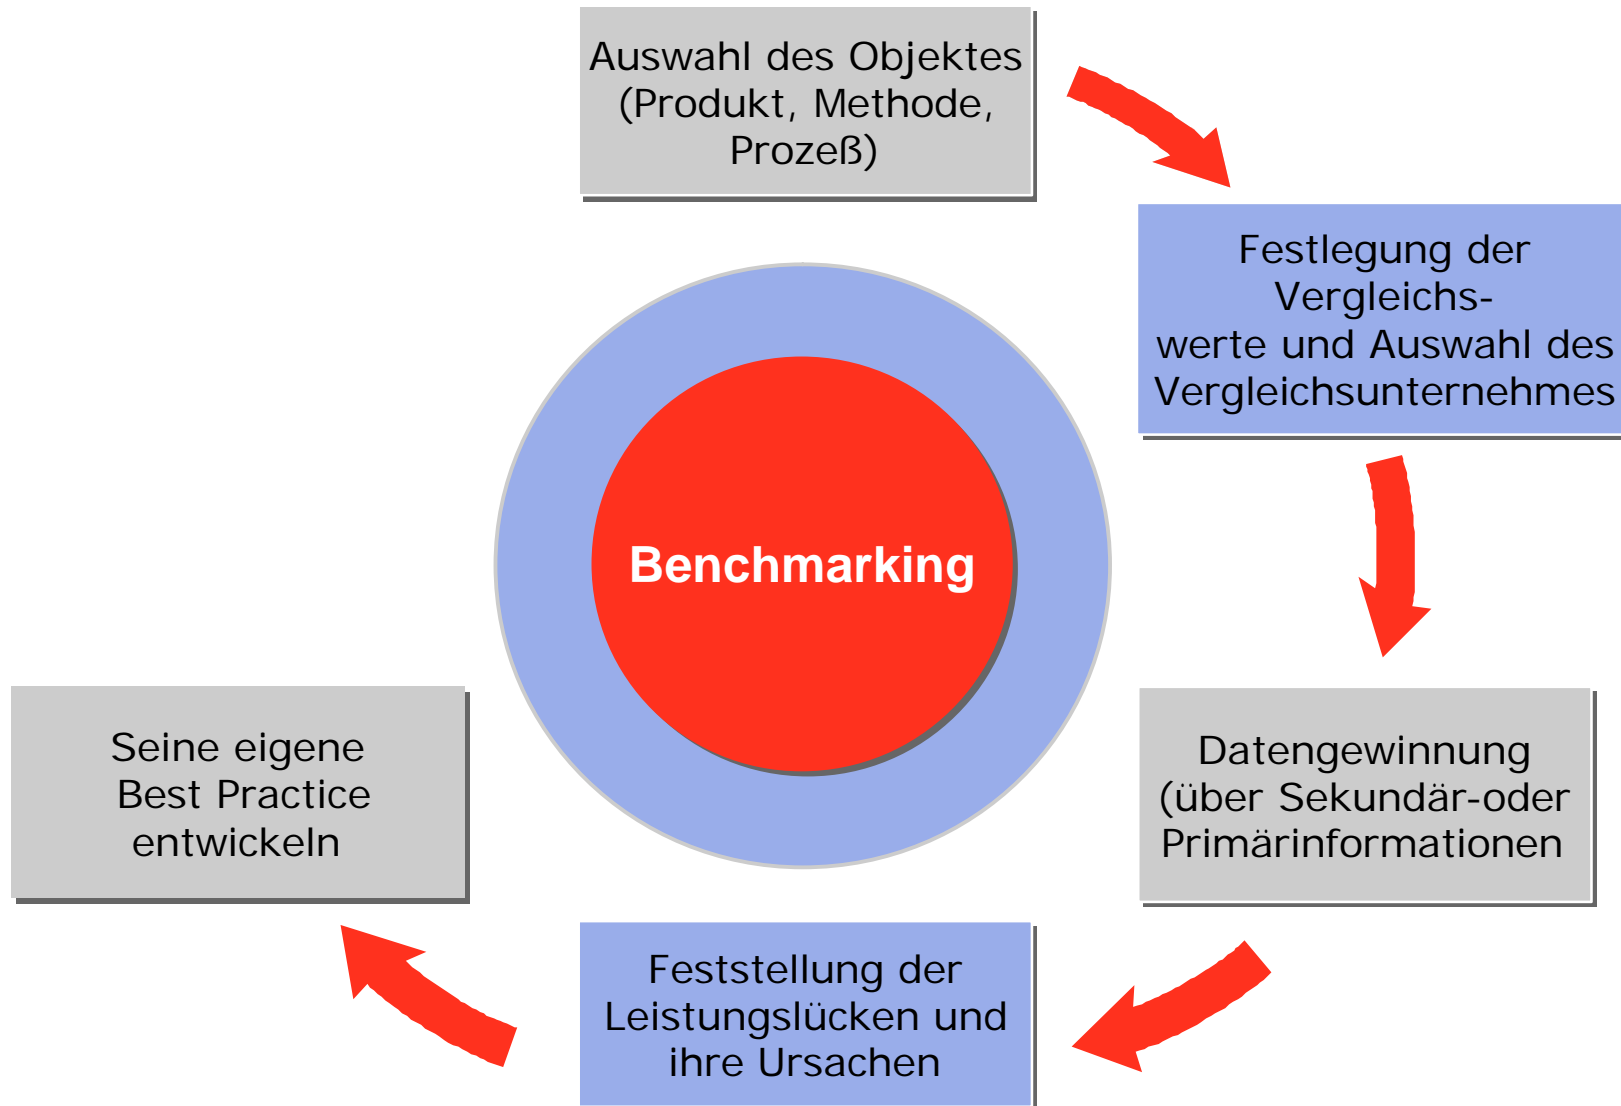 Auswahl des Objektes
(Produkt, Methode,
Prozeß)
Festlegung der
Vergleichs-
werte und Auswahl des
Vergleichsunternehmes
Benchmarking
Seine eigene
Best Practice
entwickeln
Datengewinnung
(über Sekundär-oder
Primärinformationen
Feststellung der
Leistungslücken und
ihre Ursachen